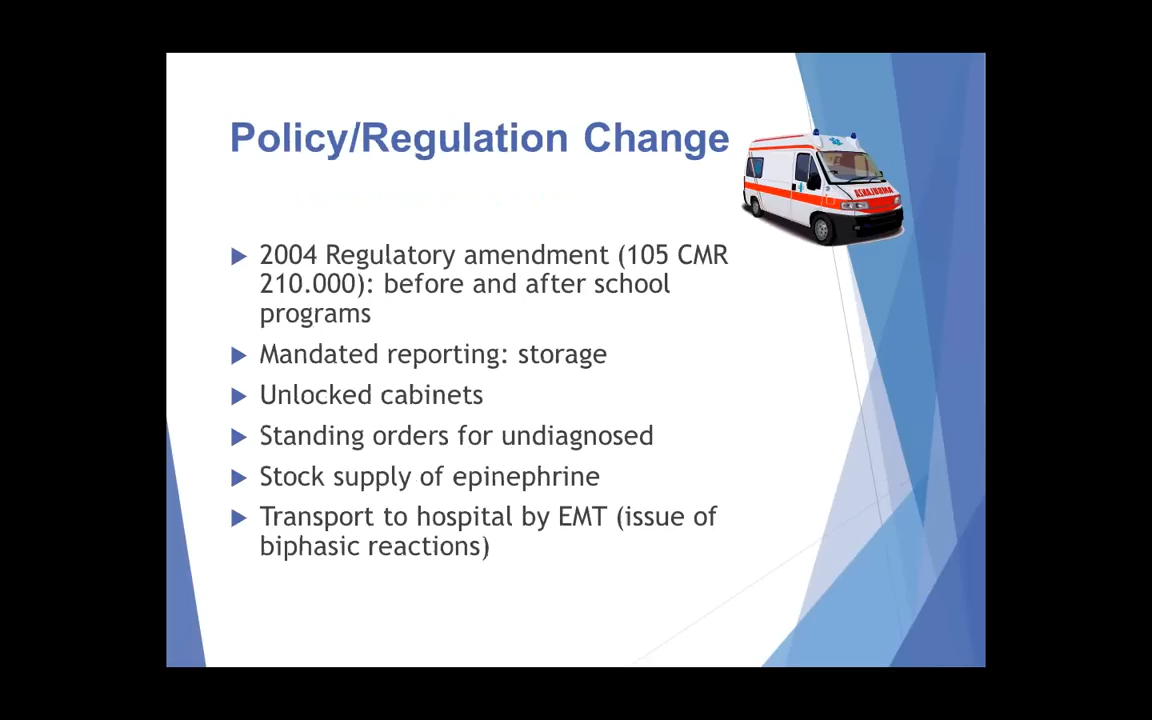 Policy/Regulation Change
2004 Regulatory amendment (105 CMR
210.000): before and after school
programs
Mandated reporting: storage
Unlocked cabinets
Standing orders for undiagnosed
Stock supply of epinephrine
Transport to hospital by EMT (issue of
biphasic reactions)